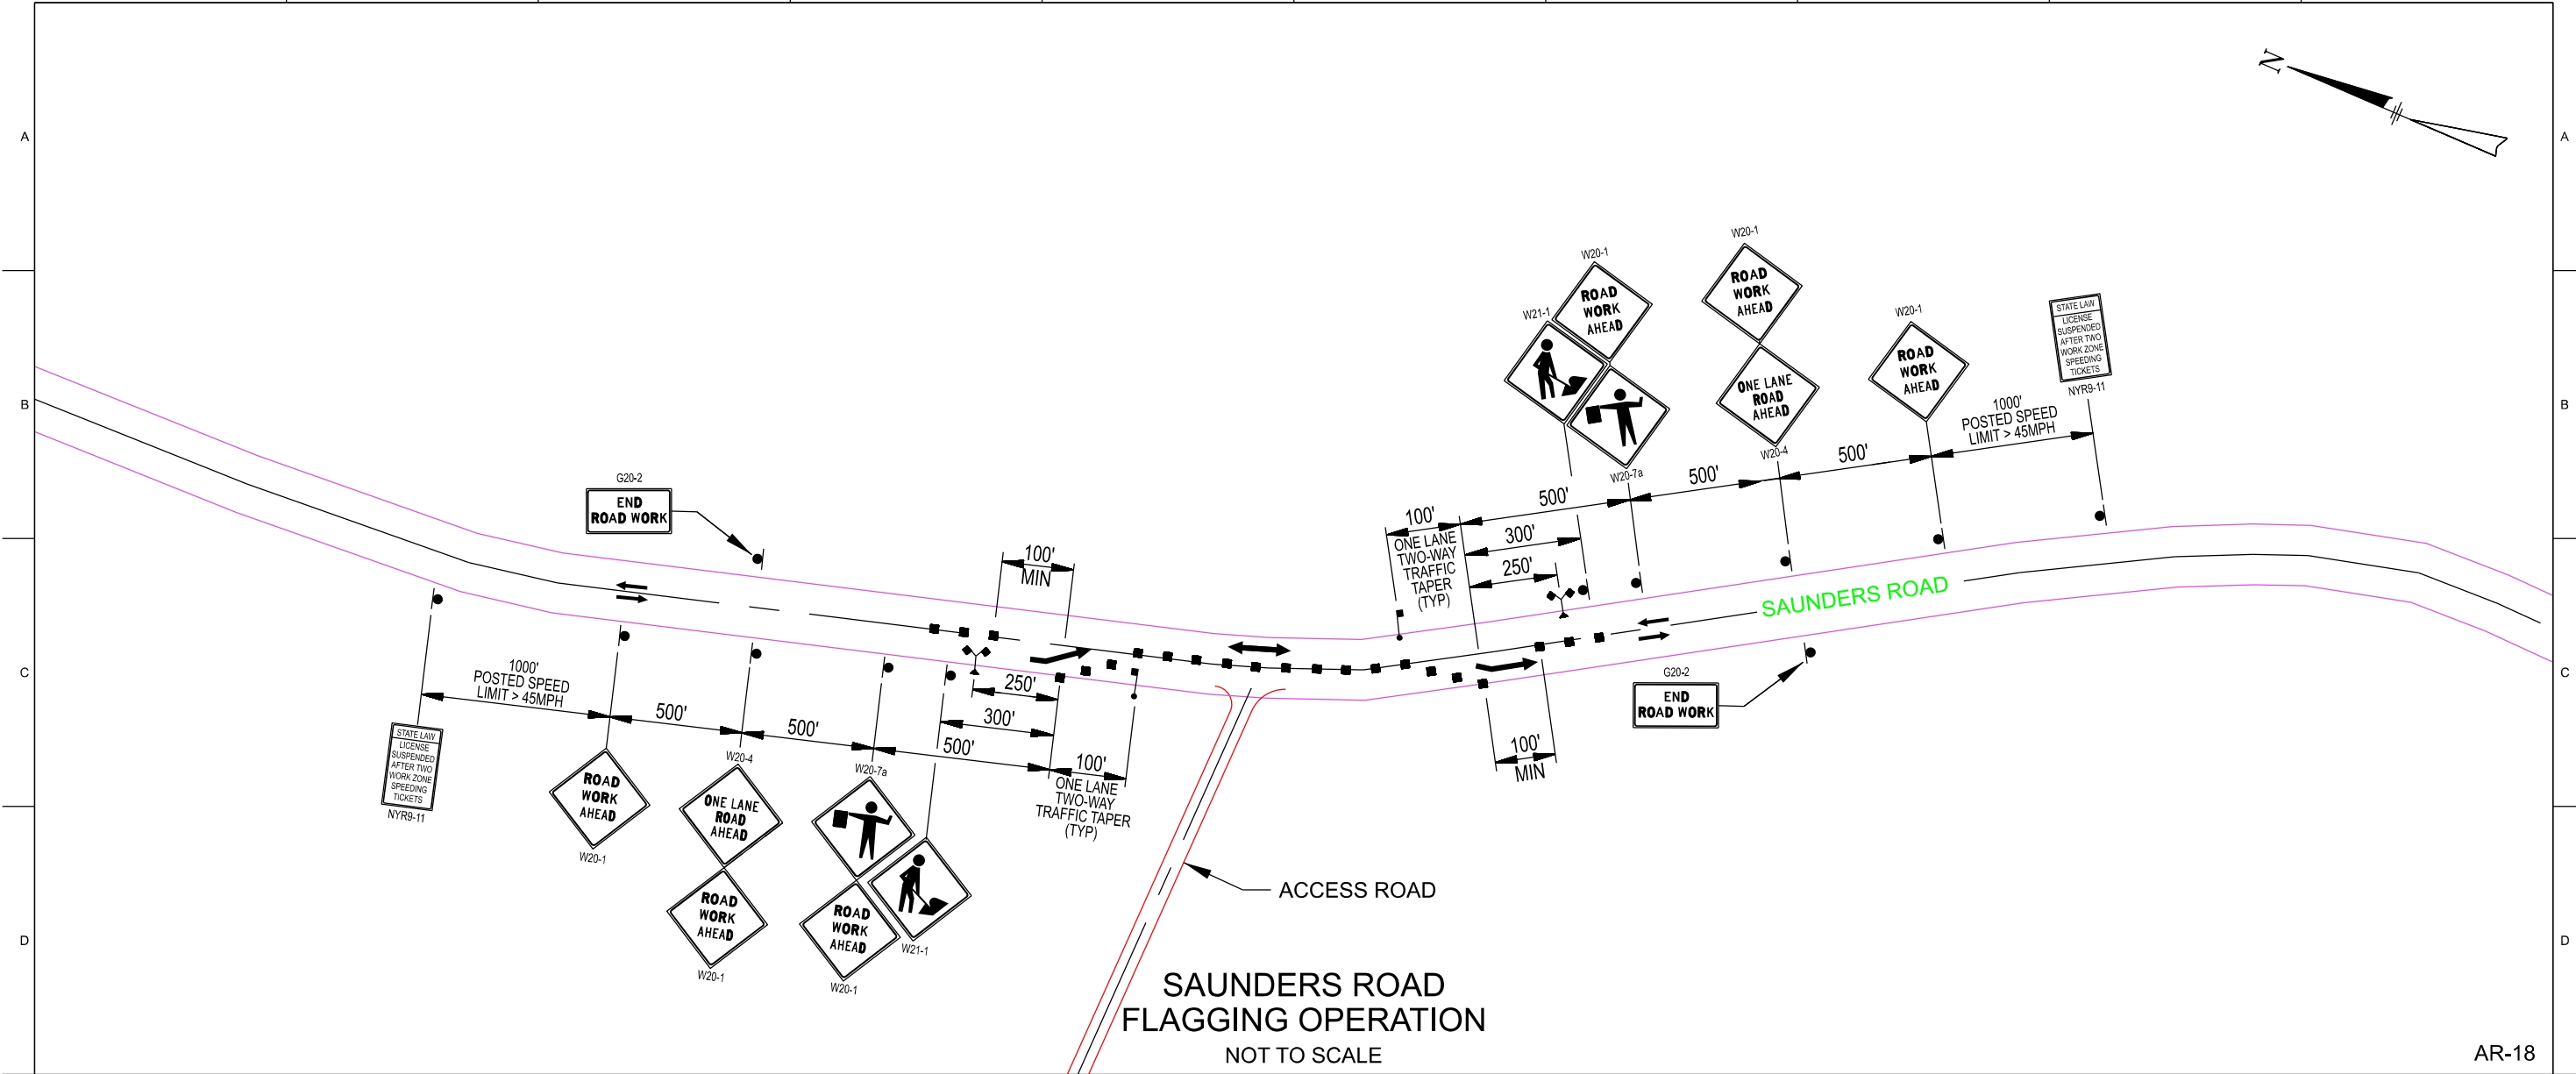 A
A
N
B
B
C
C
D
D
W20-1
ROAD
WORK
AHEAD
W21-1
W20-7a
W20-1
ROAD
WORK
AHEAD
ONE LANE
ROAD
AHEAD
W20-4
W20-1
ROAD
WORK
AHEAD
STATE LAW
LICENSE
SUSPENDED
AFTER TWO
WORK ZONE
SPEEDING
TICKETS
NYR9-11
1000'
POSTED SPEED
LIMIT > 45MPH
500'
500'
500'
300'
250'
100'
ONE LANE
TWO-WAY
TRAFFIC
TAPER
(TYP)
G20-2
END
ROAD WORK
100'
MIN
SAUNDERS ROAD
G20-2
END
ROAD WORK
100'
MIN
1000'
POSTED SPEED
LIMIT > 45MPH
500'
500'
500'
250'
300'
100'
ONE LANE
TWO-WAY
TRAFFIC TAPER
(TYP)
STATE LAW
LICENSE
SUSPENDED
AFTER TWO
WORK ZONE
SPEEDING
TICKETS
NYR9-11
ROAD
WORK
AHEAD
W20-1
W20-4
ONE LANE
ROAD
AHEAD
ROAD
WORK
AHEAD
W20-1
W20-7a
ROAD
WORK
AHEAD
W20-1
W21-1
ACCESS ROAD
SAUNDERS ROAD
FLAGGING OPERATION
NOT TO SCALE
AR-18